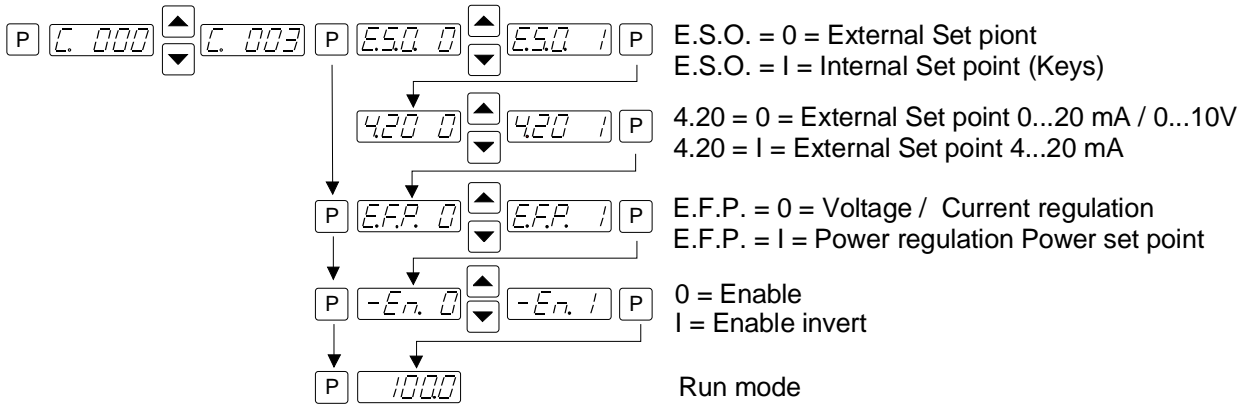 P C. 000 C. 003 P E.S.O. 0 E.S.O. 1 P E.S.O. = 0 = External Set piont
E.S.O. = I = Internal Set point (Keys)
4.20 0 4.20 1 P 4.20 = 0 = External Set point 0...20 mA / 0...10V
4.20 = I = External Set point 4...20 mA
P E.F.P. 0 E.F.P. 1 P E.F.P. = 0 = Voltage / Current regulation
E.F.P. = I = Power regulation Power set point
P -En. 0 -En. 1 P 0 = Enable
I = Enable invert
P 100.0 Run mode